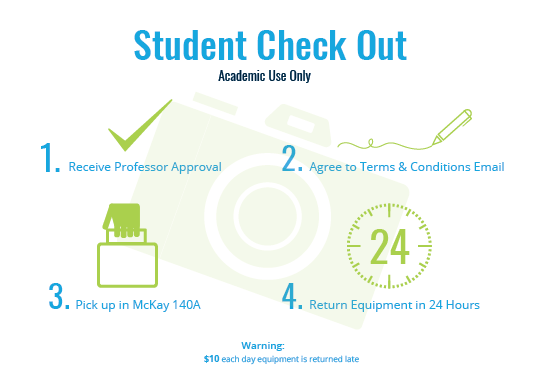 Student Check Out
Academic Use Only
1. Receive Professor Approval
2. Agree to Terms & Conditions Email
24
3. Pick up in McKay 140A
4. Return Equipment in 24 Hours
Warning:
$10 each day equipment is returned late